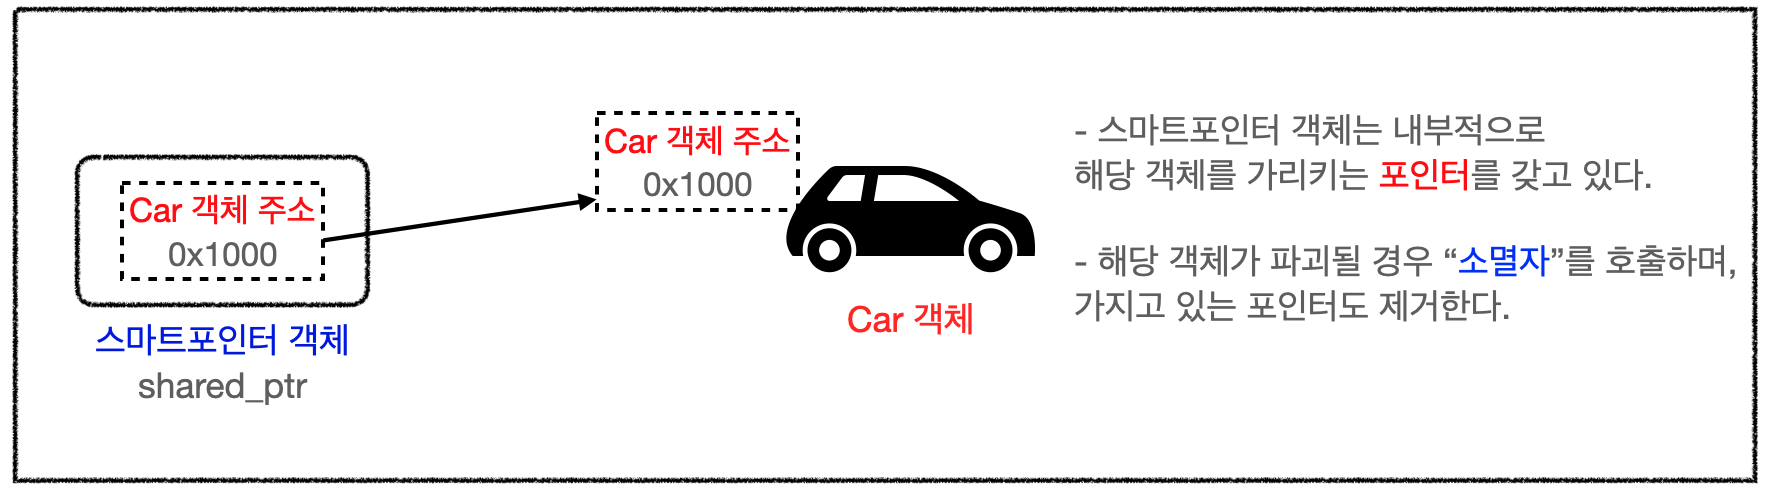 Car 객체 주소
0x1000
스마트포인터 객체
shared_ptr
Car 객체 주소
0x1000
Car 객체
- 스마트포인터 객체는 내부적으로
해당 객체를 가리키는 포인터를 갖고 있다.
- 해당 객체가 파괴될 경우 “소멸자”를 호출하며,
가지고 있는 포인터도 제거한다.